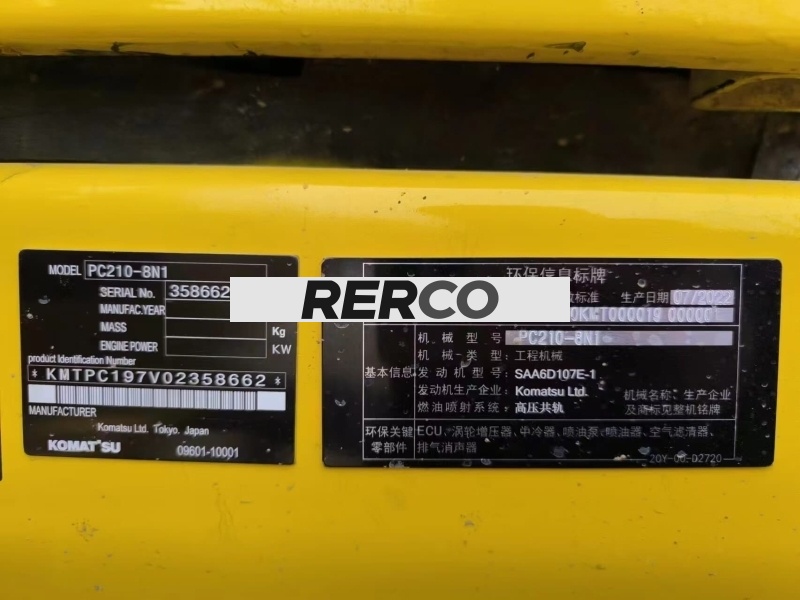 MODEL PC210-8N1
SERIAL No. 358662
MANUFAC.YEAR
MASS Kg
ENGINE POWER KW
product Identification Number
* KMTPC197V02358662 *
MANUFACTURER
Komatsu Ltd. Tokyo, Japan
KOMATSU 09601-10001
RERCO
环保信息标牌
标准 生产日期 07/2022
机械型号 PC210-8N1
机械类型: 工程机械
基本信息 发动机型号 SAA6D107E-1
发动机生产企业: Komatsu Ltd.
燃油喷射系统: 高压共轨
机械名称、生产企业
及商标见整机铭牌
环保关键 ECU、涡轮增压器、中冷器、喷油泵、喷油器、空气滤清器、
零部件 排气消声器
20Y-00-D2720